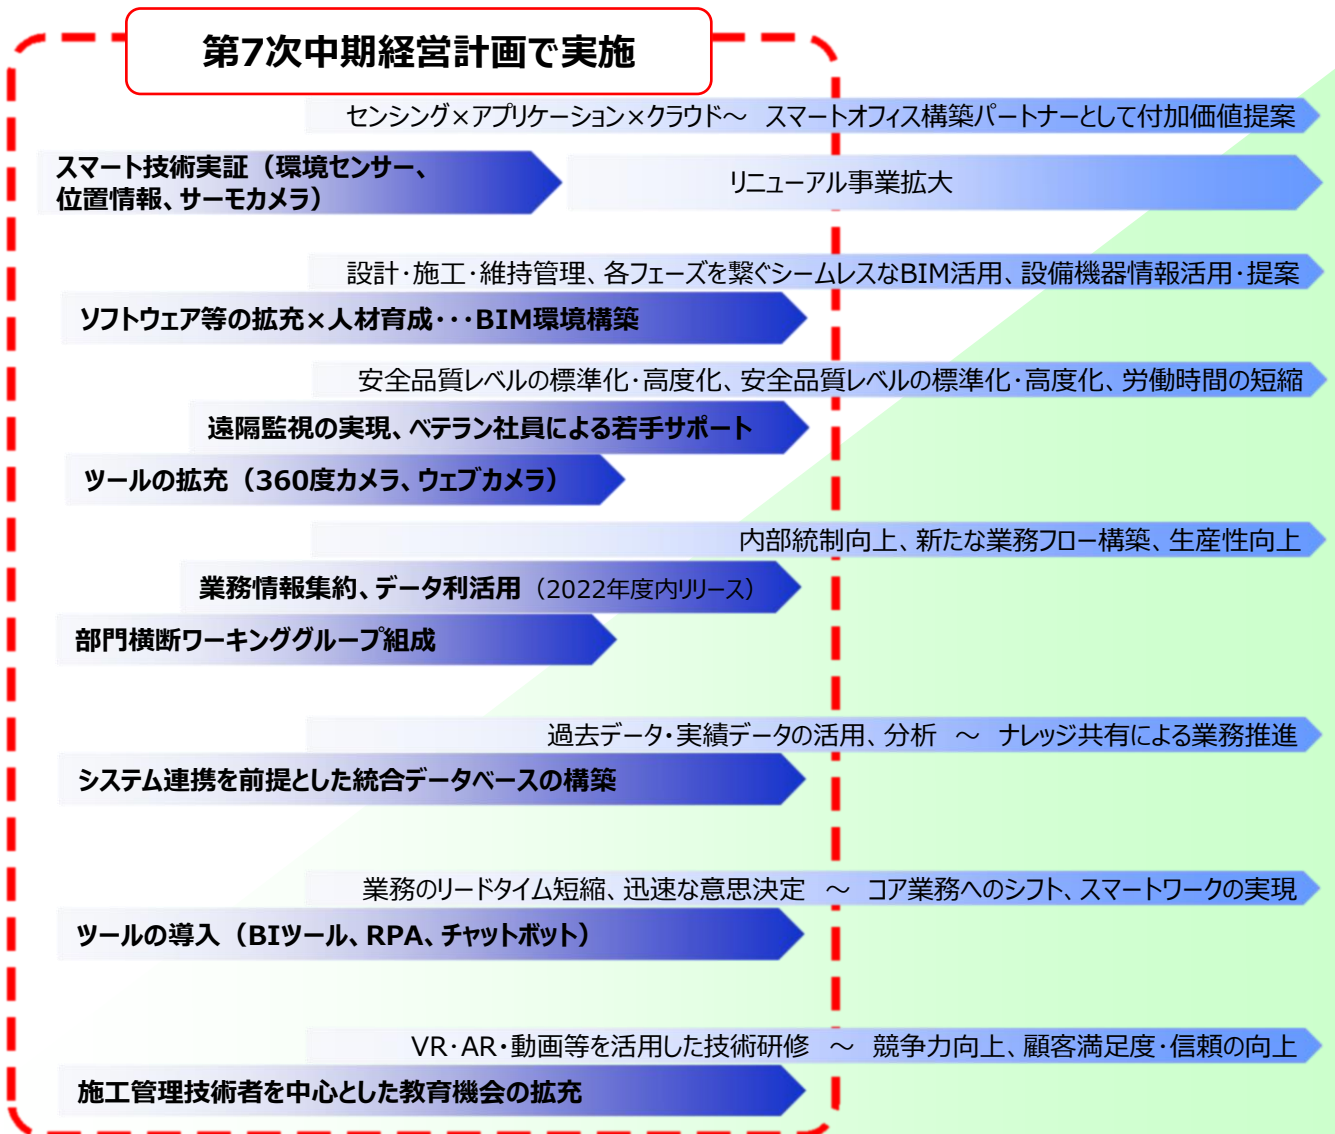 第7次中期経営計画で実施
センシング×アプリケーション×クラウド～ スマートオフィス構築パートナーとして付加価値提案
スマート技術実証（環境センサー、
位置情報、サーモカメラ）
リニューアル事業拡大
設計・施工・維持管理、各フェーズを繋ぐシームレスなBIM活用、設備機器情報活用・提案
ソフトウェア等の拡充×人材育成･･･BIM環境構築
安全品質レベルの標準化・高度化、安全品質レベルの標準化・高度化、労働時間の短縮
遠隔監視の実現、ベテラン社員による若手サポート
ツールの拡充（360度カメラ、ウェブカメラ）
内部統制向上、新たな業務フロー構築、生産性向上
業務情報集約、データ利活用（2022年度内リリース）
部門横断ワーキンググループ組成
過去データ・実績データの活用、分析 ～ ナレッジ共有による業務推進
システム連携を前提とした統合データベースの構築
業務のリードタイム短縮、迅速な意思決定 ～ コア業務へのシフト、スマートワークの実現
ツールの導入（BIツール、RPA、チャットボット）
VR・AR・動画等を活用した技術研修 ～ 競争力向上、顧客満足度・信頼の向上
施工管理技術者を中心とした教育機会の拡充